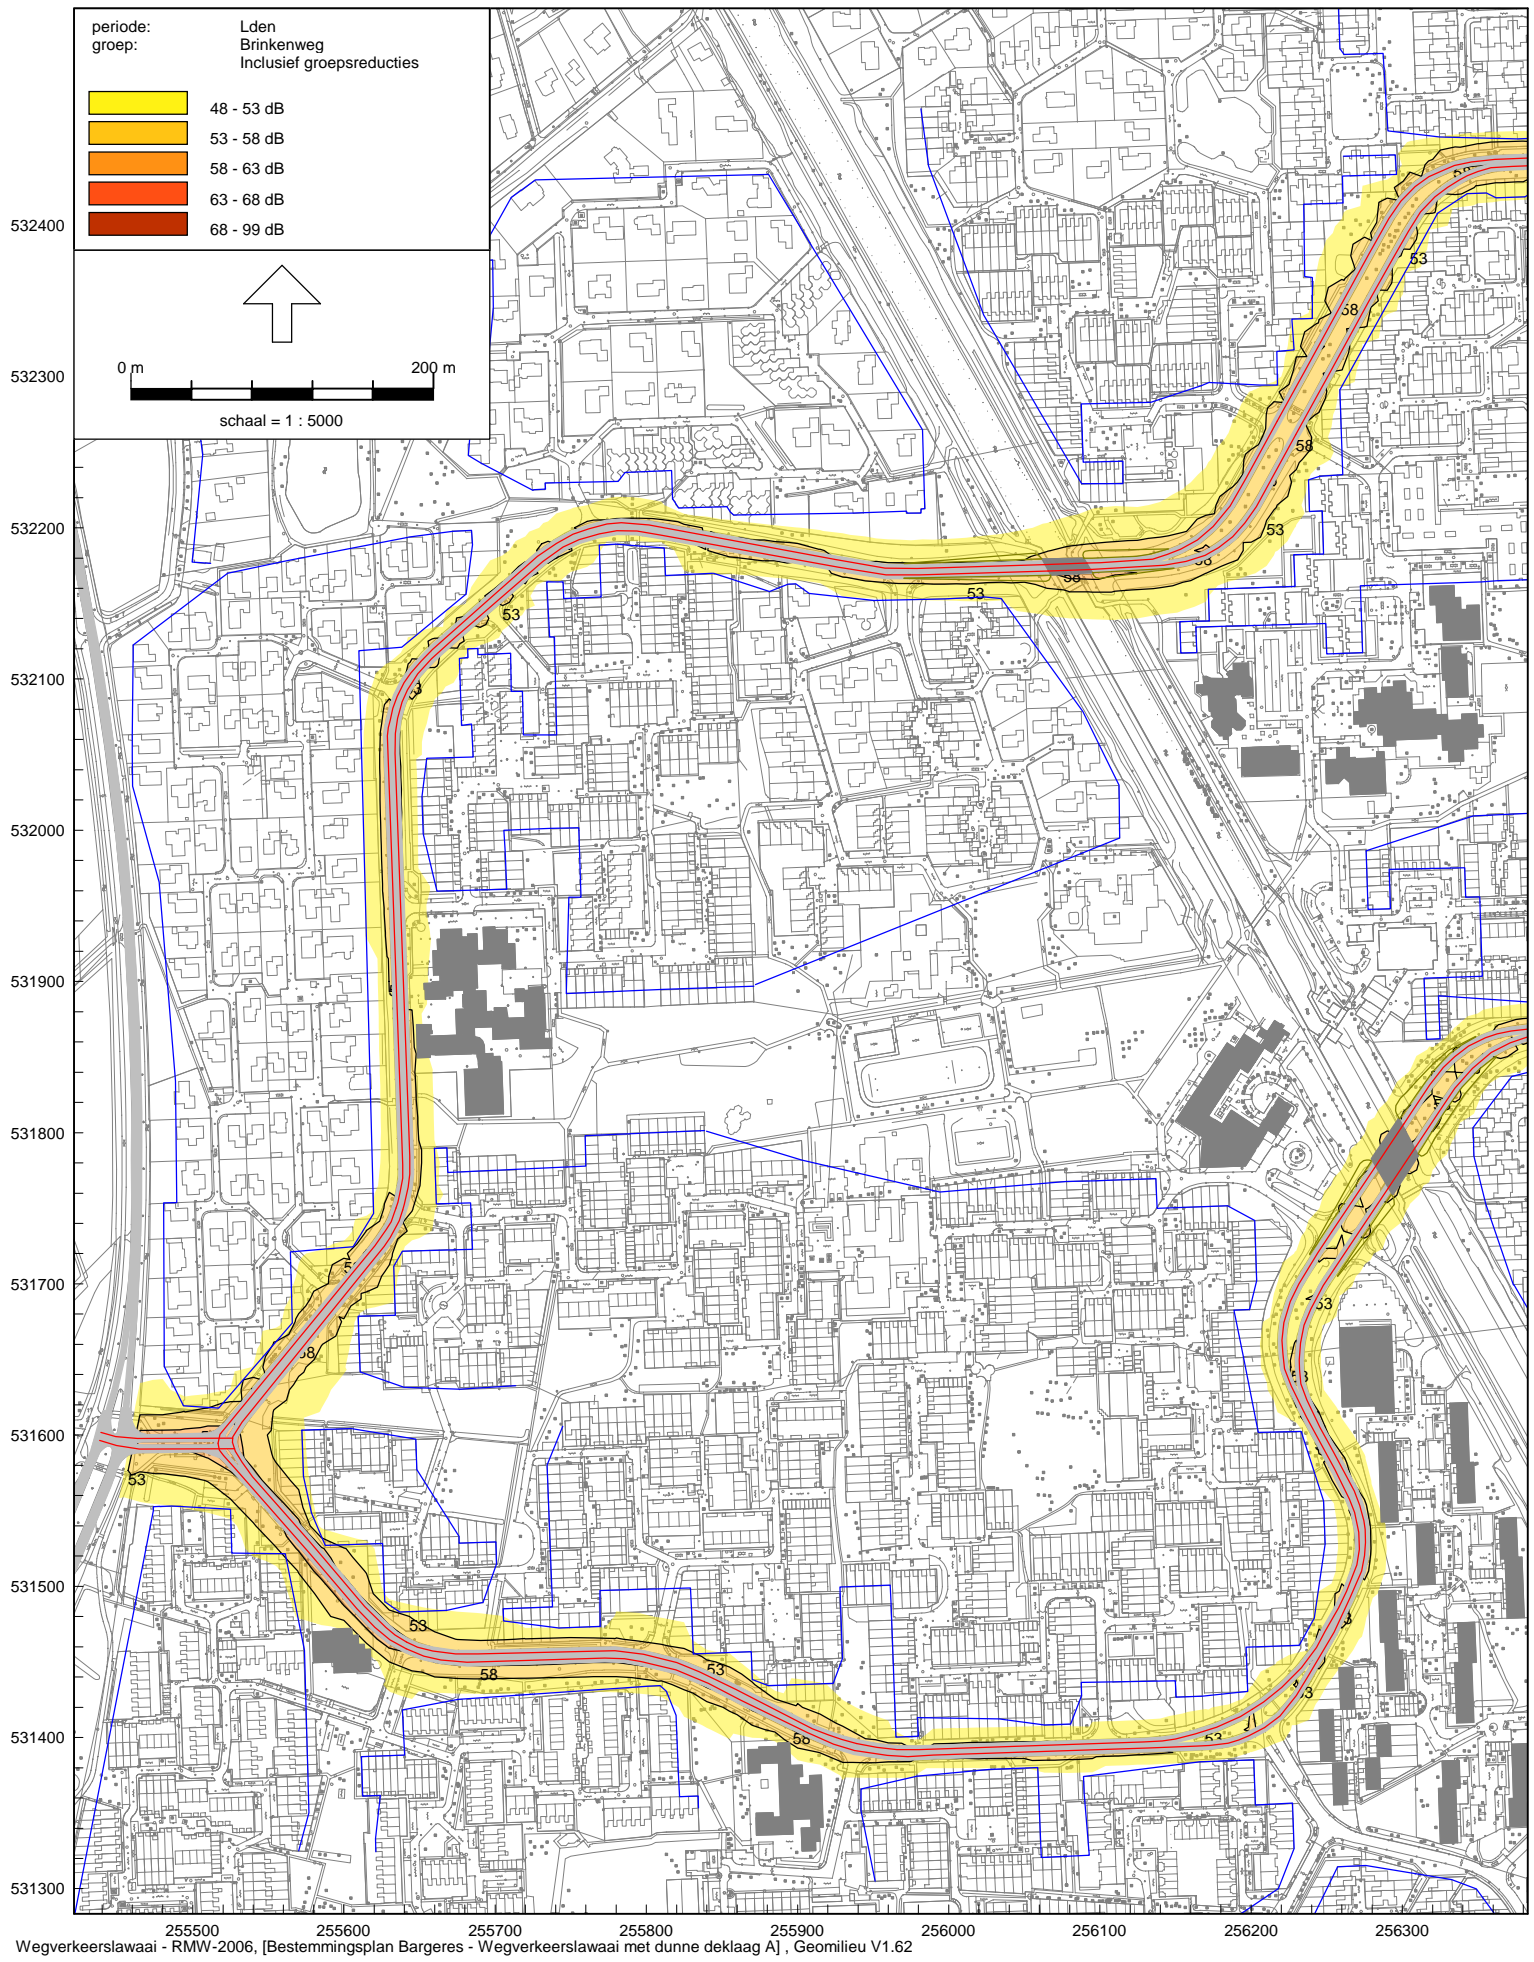 periode: Lden
groep: Brinkenweg
Inclusief groepsreducties
48 - 53 dB
53 - 58 dB
58 - 63 dB
63 - 68 dB
68 - 99 dB
0 m 200 m
schaal = 1 : 5000
532400
532300
532200
532100
532000
531900
531800
531700
531600
531500
531400
531300
53
58
58
53
58
53
53
53
58
53
53
53
58
53
53
255500 255600 255700 255800 255900 256000 256100 256200 256300
Wegverkeerslawaai - RMW-2006, [Bestemmingsplan Bargeres - Wegverkeerslawaai met dunne deklaag A] , Geomilieu V1.62